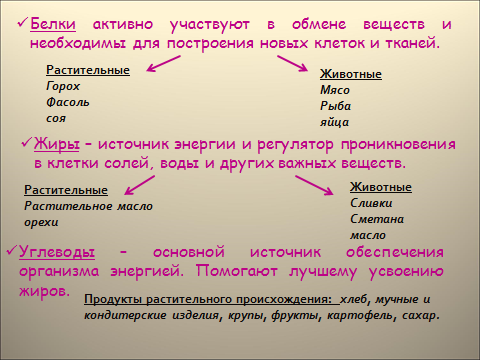 ✓Белки активно участвуют в обмене веществ и
необходимы для построения новых клеток и тканей.
Растительные
Горох
Фасоль
соя
Животные
Мясо
Рыба
яйца
✓Жиры – источник энергии и регулятор проникновения
в клетки солей, воды и других важных веществ.
Растительные
Растительное масло
орехи
Животные
Сливки
Сметана
масло
✓Углеводы – основной источник обеспечения
организма энергией. Помогают лучшему усвоению
жиров.
Продукты растительного происхождения: хлеб, мучные и
кондитерские изделия, крупы, фрукты, картофель, сахар.